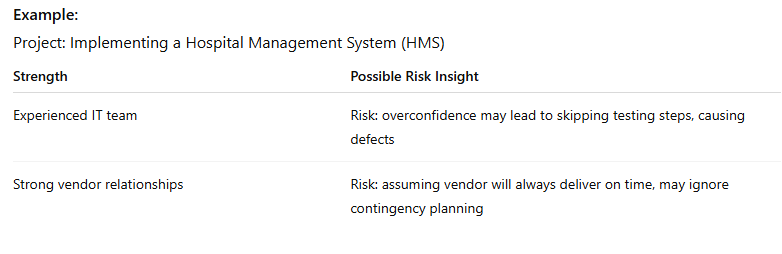 Example:
Project: Implementing a Hospital Management System (HMS)
Strength Possible Risk Insight
Experienced IT team Risk: overconfidence may lead to skipping testing steps, causing
defects
Strong vendor relationships Risk: assuming vendor will always deliver on time, may ignore
contingency planning